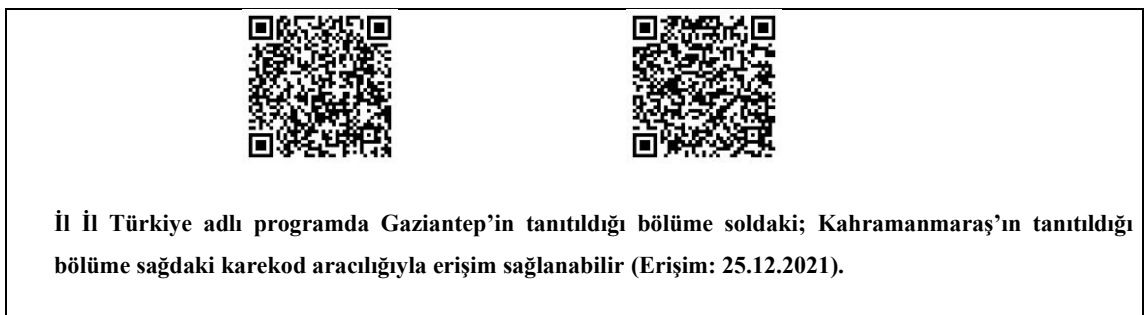 İl İl Türkiye adlı programda Gaziantep’in tanıtıldığı bölüme soldaki; Kahramanmaraş’ın tanıtıldığı
bölüme sağdaki karekod aracılığıyla erişim sağlanabilir (Erişim: 25.12.2021).